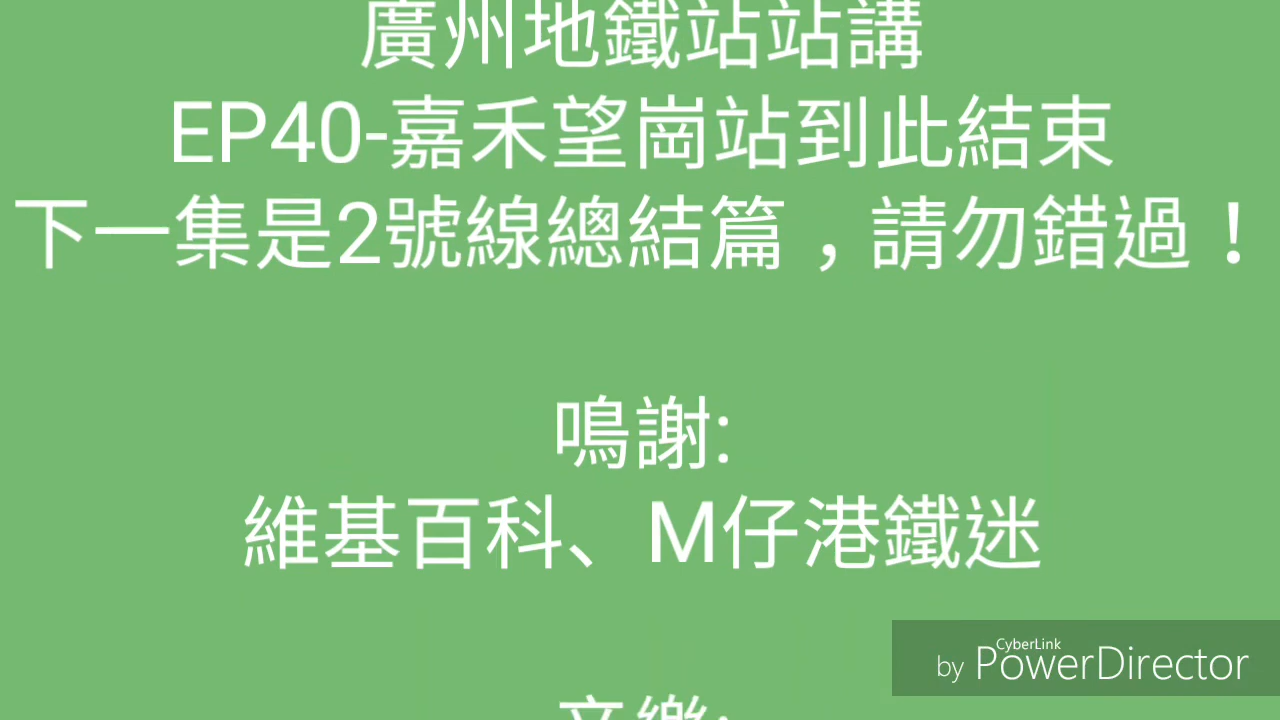 廣州地鐵站站講
EP40-嘉禾望崗站到此結束
下一集是2號線總結篇，請勿錯過！
鳴謝:
維基百科、M仔港鐵迷
CyberLink
by PowerDirector